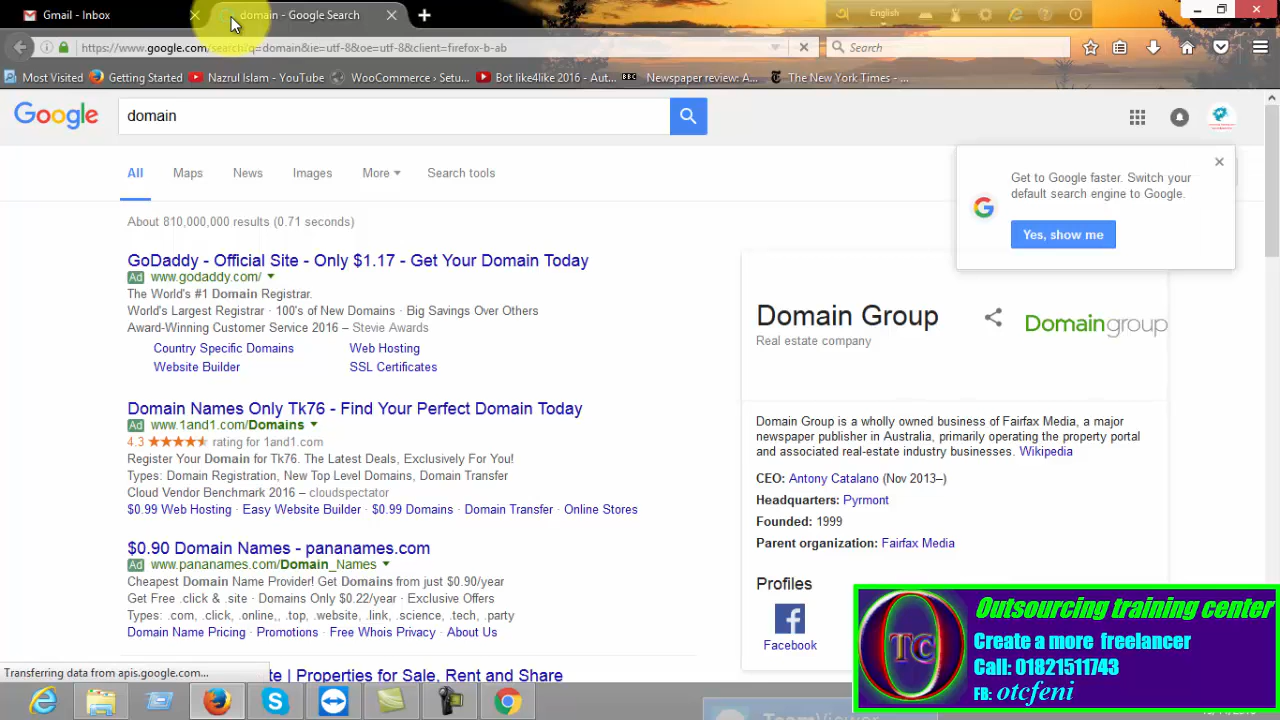 Gmail - Inbox
domain - Google Search
English
https://www.google.com/search?q=domain&ie=utf-8&oe=utf-8&client=firefox-b-ab
Search
Most Visited
Getting Started
Nazrul Islam - YouTube
WooCommerce › Setu...
Bot like4like 2016 - Aut...
BBC
Newspaper review: A...
The New York Times - ...
Google
domain
All
Maps
News
Images
More
Search tools
Get to Google faster. Switch your
default search engine to Google.
Yes, show me
About 810,000,000 results (0.71 seconds)
GoDaddy - Official Site - Only $1.17 - Get Your Domain Today
Ad www.godaddy.com/
The World's #1 Domain Registrar.
World's Largest Registrar · 100's of New Domains · Big Savings Over Others
Award-Winning Customer Service 2016 – Stevie Awards
Country Specific Domains
Web Hosting
Website Builder
SSL Certificates
Domain Names Only Tk76 - Find Your Perfect Domain Today
Ad www.1and1.com/Domains
4.3 rating for 1and1.com
Register Your Domain for Tk76. The Latest Deals, Exclusively For You!
Types: Domain Registration, New Top Level Domains, Domain Transfer
Cloud Vendor Benchmark 2016 – cloudspectator
$0.99 Web Hosting · Easy Website Builder · $0.99 Domains · Domain Transfer · Online Stores
$0.90 Domain Names - pananames.com
Ad www.pananames.com/Domain_Names
Cheapest Domain Name Provider! Get Domains from just $0.90/year
Get Free .click & .site · Domains Only $0.22/year · Exclusive Offers
Types: .com, .click, .online,, .top, .website, .link, .science, .tech, .party
Domain Name Pricing · Promotions · Free Whois Privacy · About Us
te | Properties for Sale, Rent and Share
Transferring data from apis.google.com...
Domain Group
Real estate company
Domaingroup
Domain Group is a wholly owned business of Fairfax Media, a major
newspaper publisher in Australia, primarily operating the property portal
and associated real-estate industry businesses. Wikipedia
CEO: Antony Catalano (Nov 2013–)
Headquarters: Pyrmont
Founded: 1999
Parent organization: Fairfax Media
Profiles
Facebook
OTC
Outsourcing training center
Create a more freelancer
Call: 01821511743
FB: otcfeni